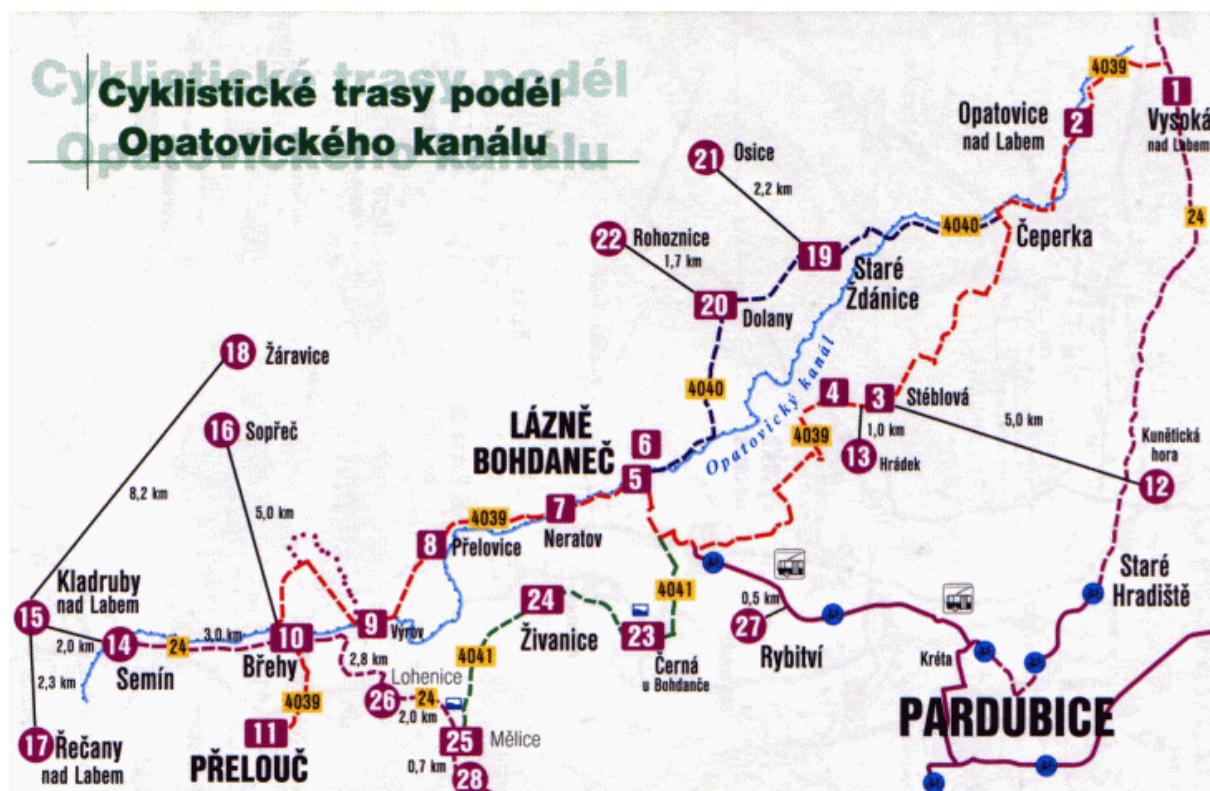 Cyklistické trasy podél
Opatovického kanálu
4039
1
Vysoká
nad Labem
Opatovice
nad Labem
2
21
Osice
2,2 km
24
22
Rohoznice
1,7 km
19
4040
Čeperka
Staré
Ždánice
20
Dolany
18
Žáravice
4040
Opatovický kanál
4
3
Stéblová
5,0 km
16
Sopřeč
LÁZNĚ
BOHDANEČ
6
4039
1,0 km
13
Hrádek
Kunětická
hora
12
5
8,2 km
5,0 km
4039
7
Neratov
8
Přelovice
Kladruby
nad Labem
15
2,0 km
14
Semín
24
3,0 km
10
Břehy
9
Výrov
24
Živanice
4041
23
Černá
u Bohdanče
0,5 km
27
Rybitví
Staré
Hradiště
Kréta
2,3 km
2,8 km
4041
Lohenice
26
24
2,0 km
4039
11
PŘELOUČ
17
Řečany
nad Labem
25
Mělice
0,7 km
28
PARDUBICE